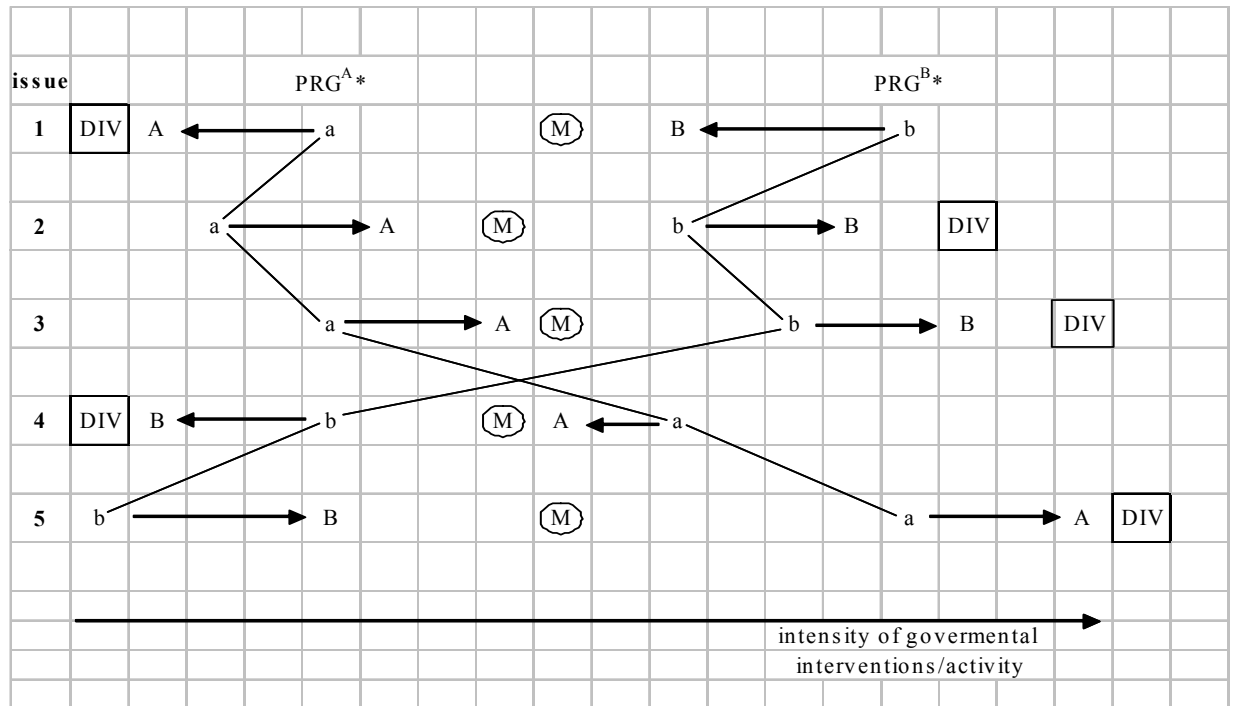 issue PRG^A* PRG^B*
1 DIV A a M B b
2 a A M b B DIV
3 a A M b B DIV
4 DIV B b M A a
5 b B M a A DIV
intensity of govermental
interventions/activity